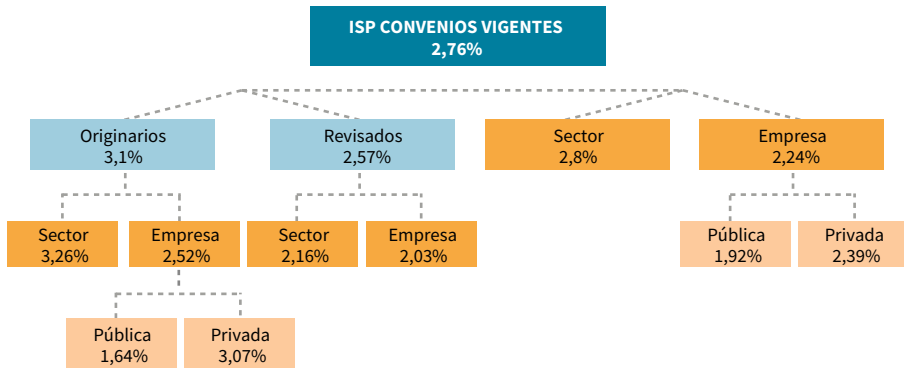 ISP CONVENIOS VIGENTES
2,76%
Originarios
3,1%
Revisados
2,57%
Sector
2,8%
Empresa
2,24%
Sector
3,26%
Empresa
2,52%
Sector
2,16%
Empresa
2,03%
Pública
1,92%
Privada
2,39%
Pública
1,64%
Privada
3,07%